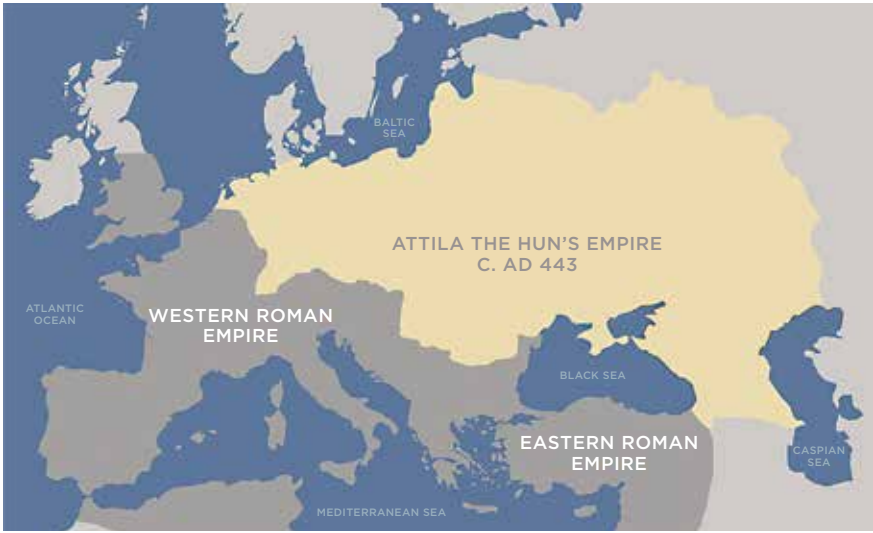 BALTIC
SEA
ATTILA THE HUN’S EMPIRE
C. AD 443
ATLANTIC
OCEAN
WESTERN ROMAN
EMPIRE
BLACK SEA
EASTERN ROMAN
EMPIRE
CASPIAN
SEA
MEDITERRANEAN SEA